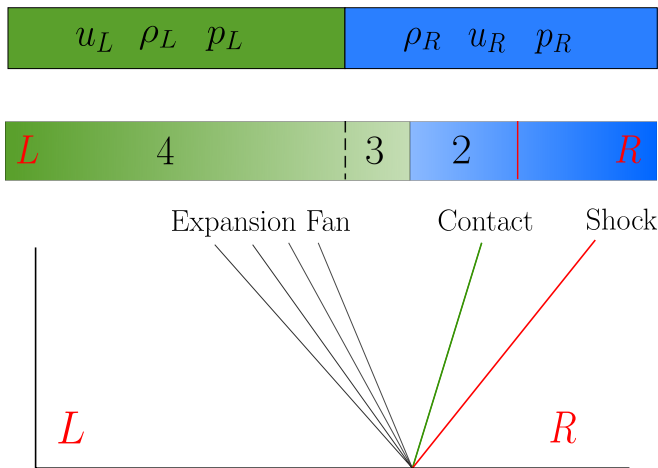 u_L ρ_L p_L ρ_R u_R p_R
L 4 3 2 R
Expansion Fan Contact Shock
L R